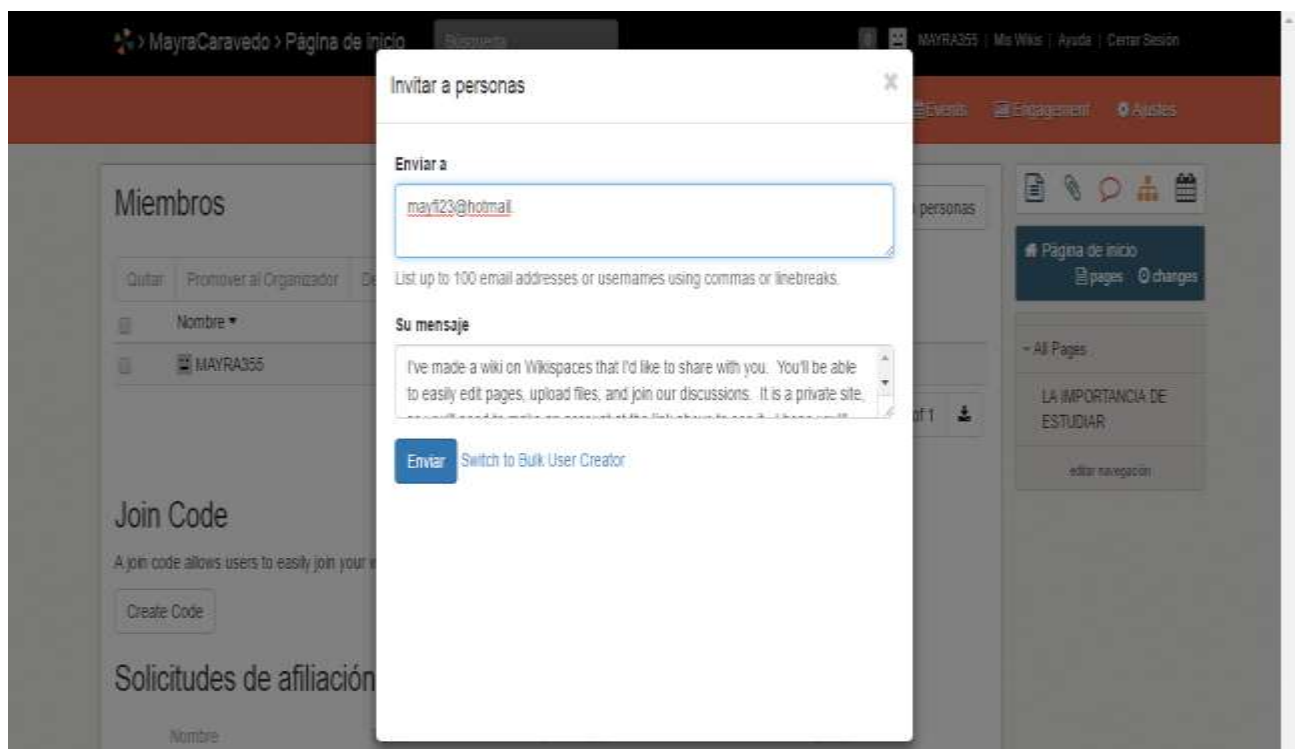 > MayraCaravedo > Página de inicio
Búsqueda
0
MAYRA355 | Mis Wikis | Ayuda | Cerrar Sesión
Events
Engagement
Ajustes
Invitar a personas
×
Enviar a
mayfi23@hotmail.
List up to 100 email addresses or usernames using commas or linebreaks.
Su mensaje
I've made a wiki on Wikispaces that I'd like to share with you. You'll be able
to easily edit pages, upload files, and join our discussions. It is a private site,
Enviar
Switch to Bulk User Creator
Miembros
personas
Quitar
Promover al Organizador
De
Nombre
MAYRA355
of 1
Join Code
A join code allows users to easily join your
Create Code
Solicitudes de afiliación
Nombre
Página de inicio
pages
changes
All Pages
LA IMPORTANCIA DE
ESTUDIAR
editar navegación